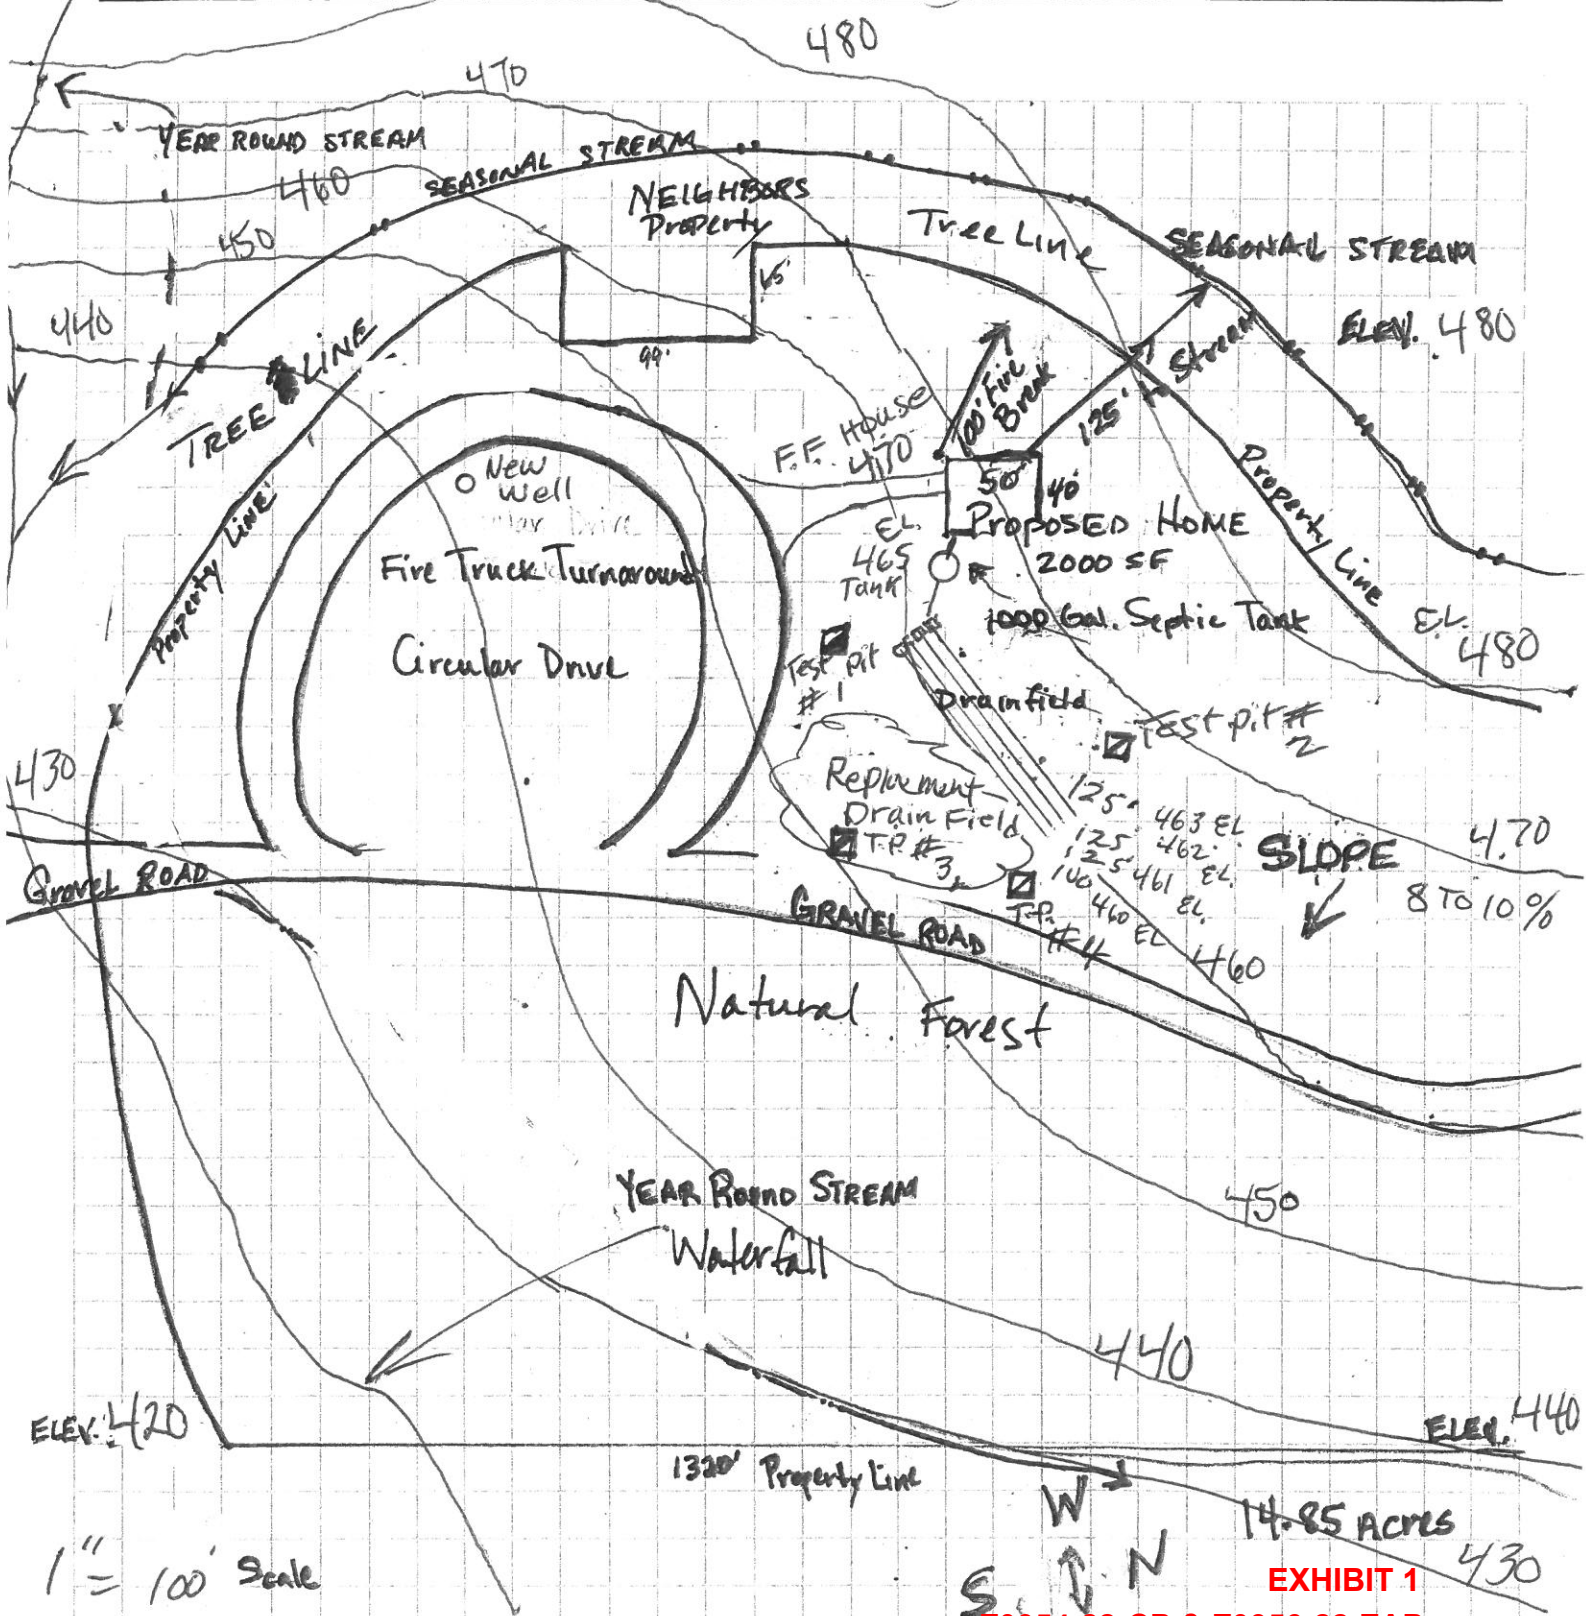 480
470
YEAR ROUND STREAM
SEASONAL STREAM
460
NEIGHBORS
Property
Tree Line
450
SEASONAL STREAM
65'
440
99'
ELEV. 480
TREE LINE
100' Fire
Break
125' to Stream
F.F. House
470
New
Well
50'
40'
Property Line
Property Line
PROPOSED HOME
2000 SF
EL.
465
Tank
Fire Truck Turnaround
Circular Drive
1000 Gal. Septic Tank
EL.
480
Test pit
#1
Drainfield
Test pit #
2
430
Drain Field
T.P. #
3
125'
463 EL
125
462
125
461 EL.
460 EL
EL.
SLOPE
8 TO 10%
470
T.P.
#4
Gravel ROAD
GRAVEL ROAD
460
Natural Forest
YEAR Round STREAM
Waterfall
450
440
ELEV. 420
ELEV. 440
1320' Property Line
W
N
S
14.85 Acres
430
1" = 100' Scale
EXHIBIT 1